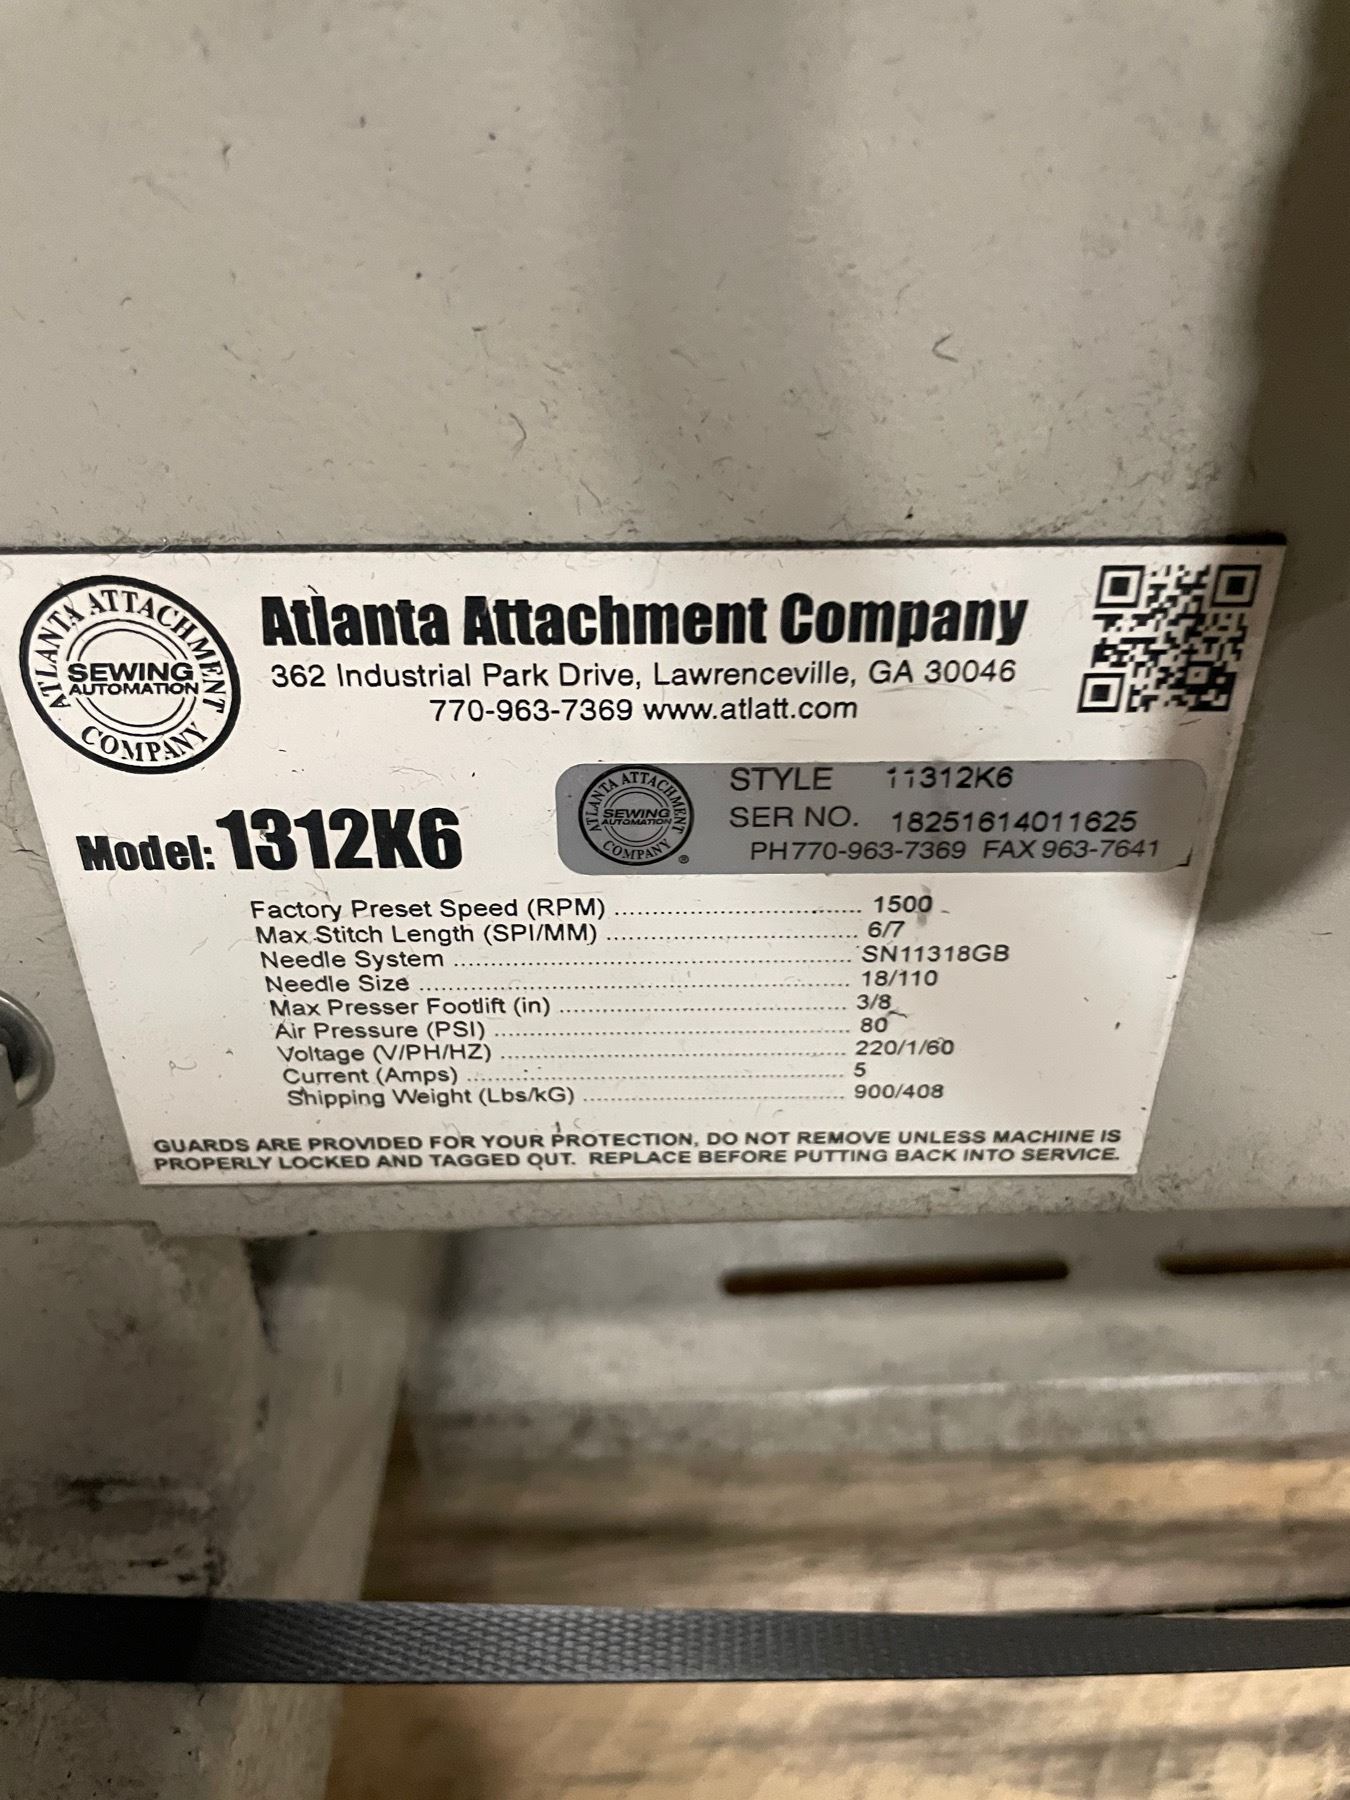 Atlanta Attachment Company
362 Industrial Park Drive, Lawrenceville, GA 30046
770-963-7369 www.atlatt.com
ATLANTA ATTACHMENT COMPANY
SEWING
AUTOMATION
Model: 1312K6
ATLANTA ATTACHMENT COMPANY
SEWING
AUTOMATION
®
STYLE 11312K6
SER NO. 18251614011625
PH 770-963-7369 FAX 963-7641
Factory Preset Speed (RPM) ................................ 1500
Max Stitch Length (SPI/MM) ................................ 6/7
Needle System ................................ SN11318GB
Needle Size ................................ 18/110
Max Presser Footlift (in) ................................ 3/8
Air Pressure (PSI) ................................ 80
Voltage (V/PH/HZ) ................................ 220/1/60
Current (Amps) ................................ 5
Shipping Weight (Lbs/kG) ................................ 900/408
GUARDS ARE PROVIDED FOR YOUR PROTECTION, DO NOT REMOVE UNLESS MACHINE IS
PROPERLY LOCKED AND TAGGED OUT. REPLACE BEFORE PUTTING BACK INTO SERVICE.